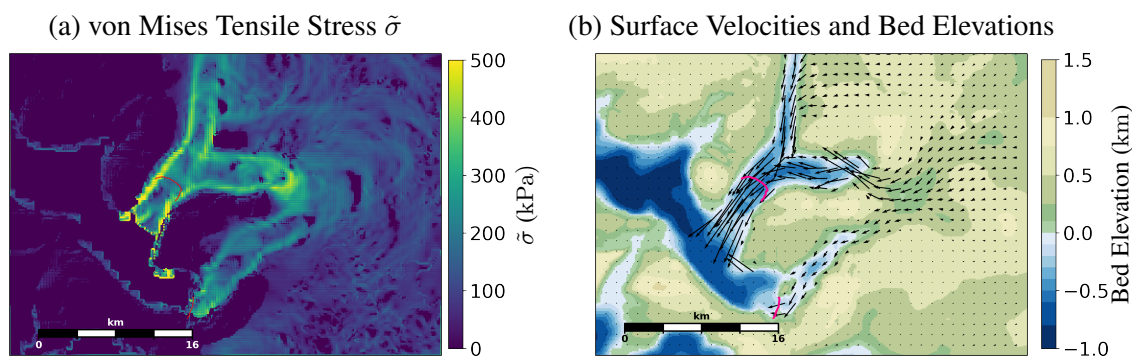 (a) von Mises Tensile Stress σ̃
(b) Surface Velocities and Bed Elevations
500
400
300
200
100
0
σ̃ (kPa)
km
0
16
1.5
1.0
0.5
0.0
−0.5
−1.0
Bed Elevation (km)
km
0
16